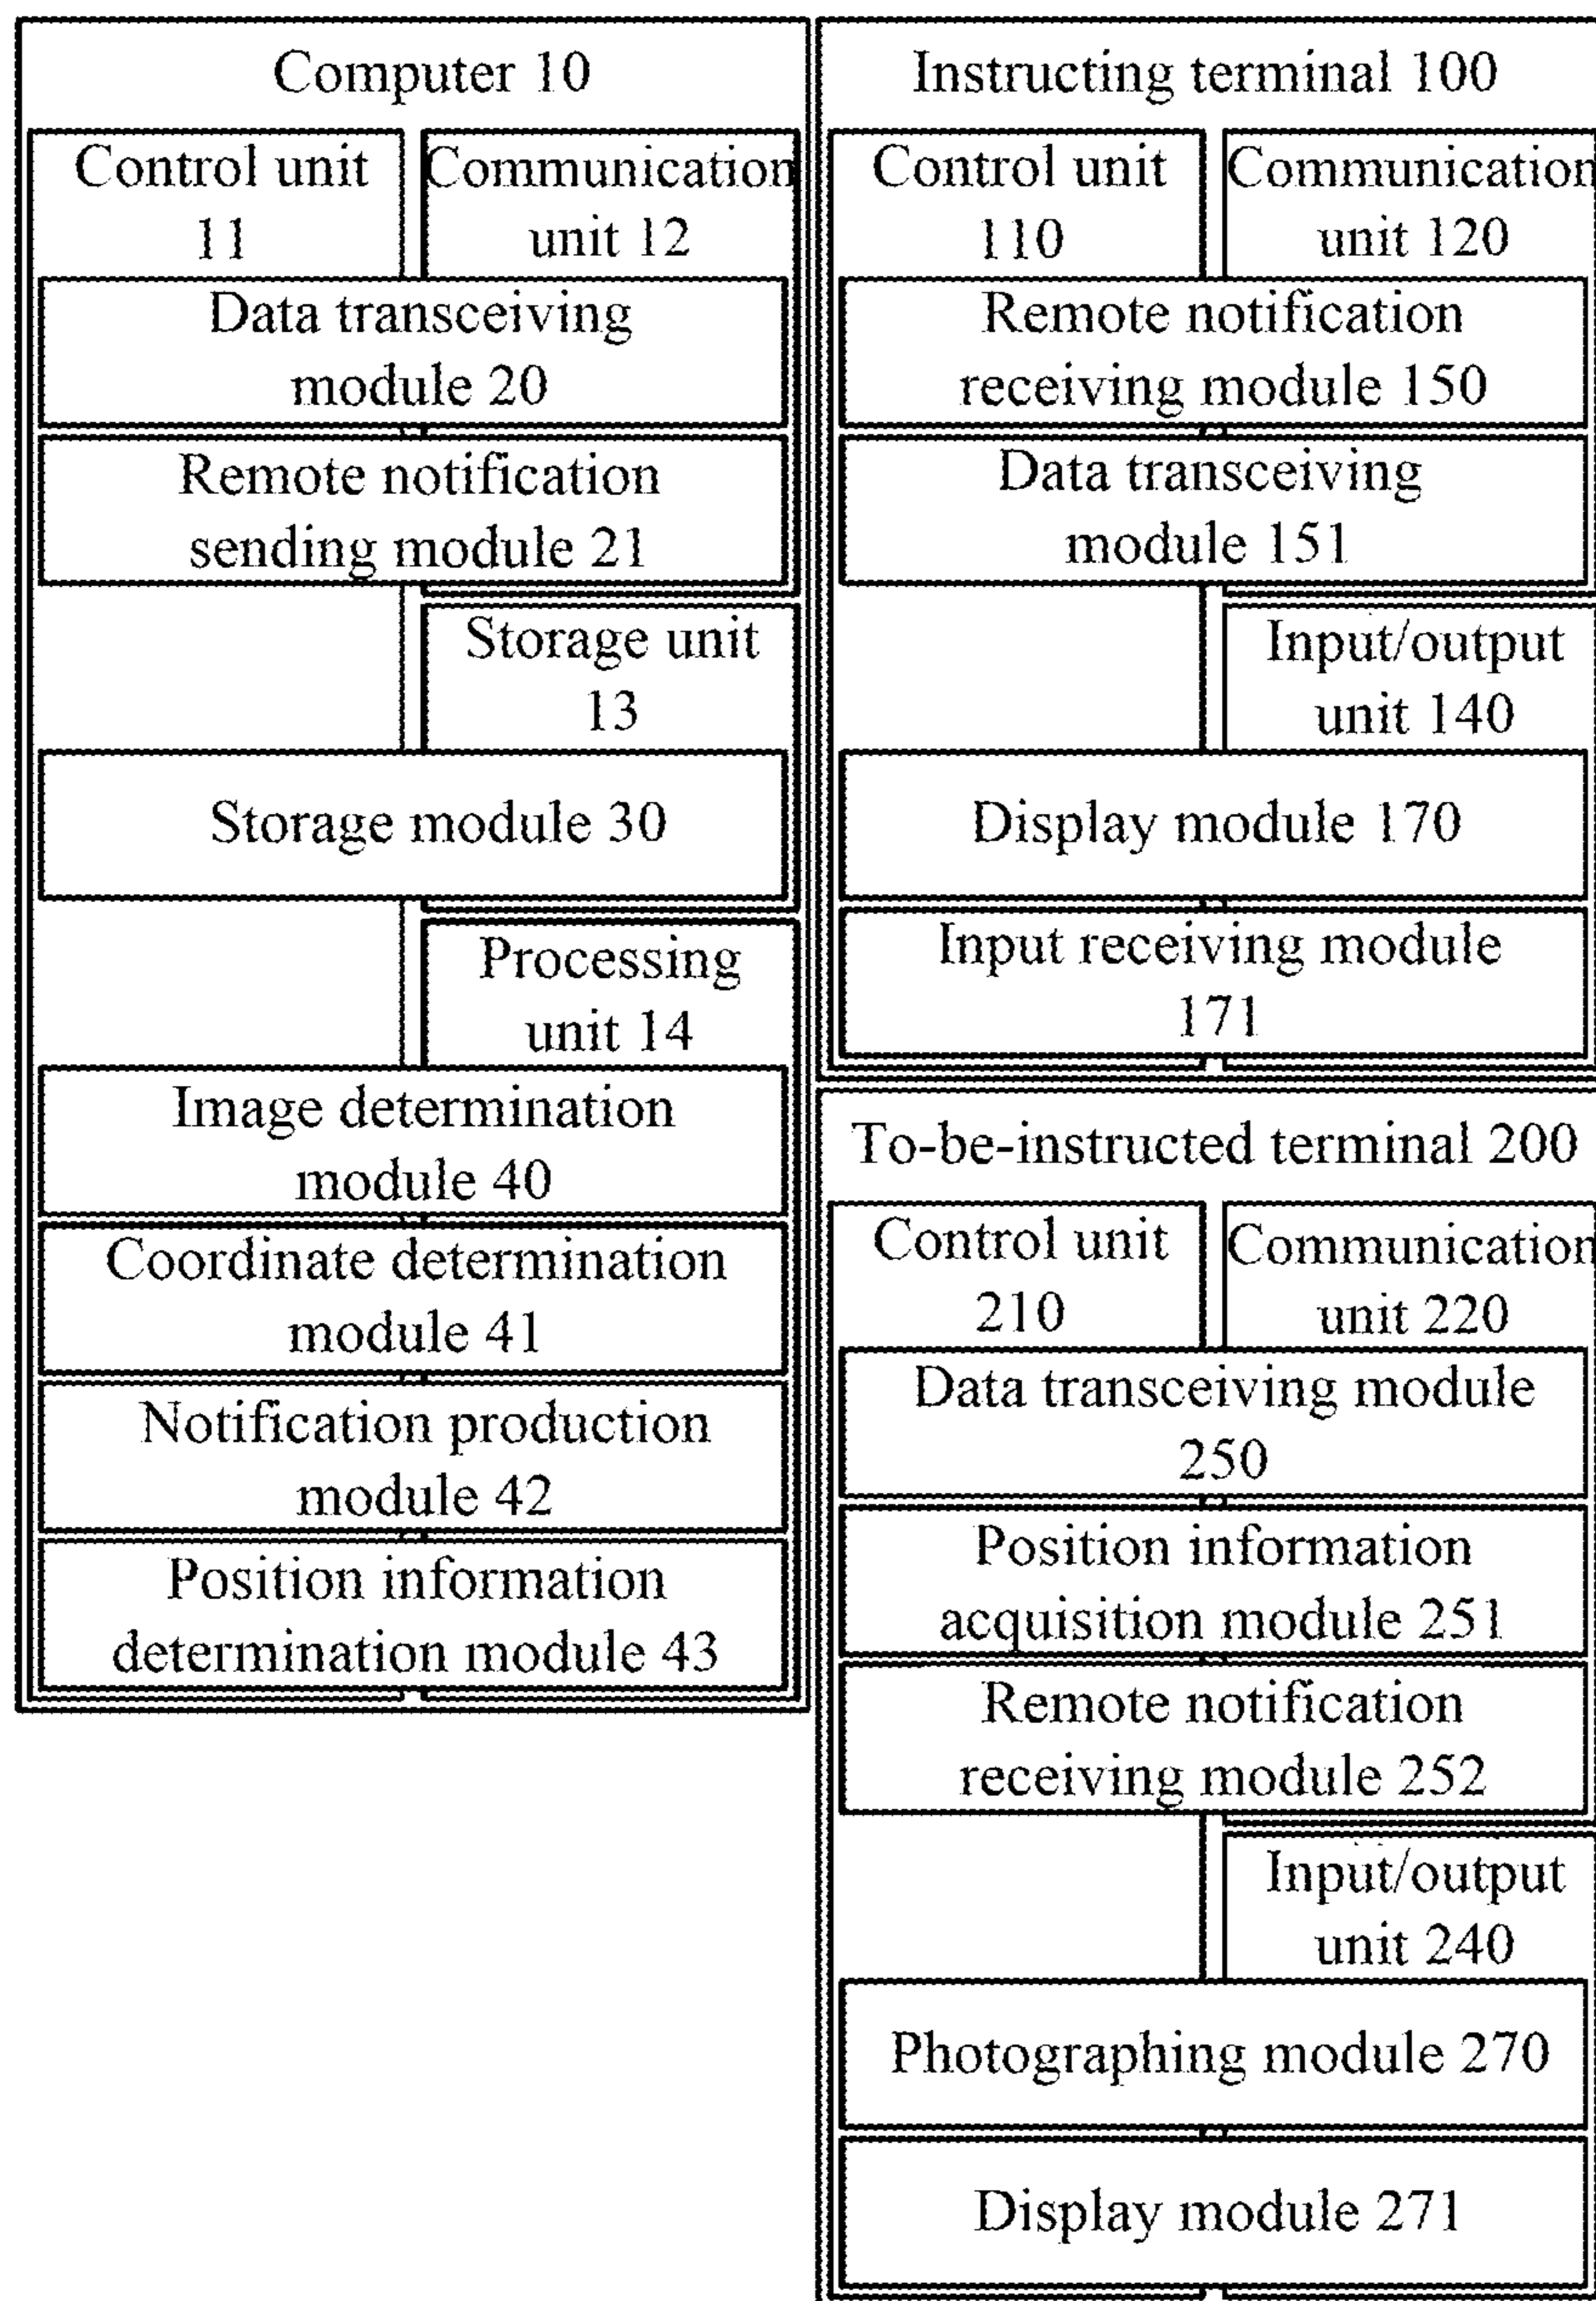 Computer 10
Control unit
11
Communication
unit 12
Data transceiving
module 20
Remote notification
sending module 21
Storage unit
13
Storage module 30
Processing
unit 14
Image determination
module 40
Coordinate determination
module 41
Notification production
module 42
Position information
determination module 43
Instructing terminal 100
Control unit
110
Communication
unit 120
Remote notification
receiving module 150
Data transceiving
module 151
Input/output
unit 140
Display module 170
Input receiving module
171
To-be-instructed terminal 200
Control unit
210
Communication
unit 220
Data transceiving module
250
Position information
acquisition module 251
Remote notification
receiving module 252
Input/output
unit 240
Photographing module 270
Display module 271